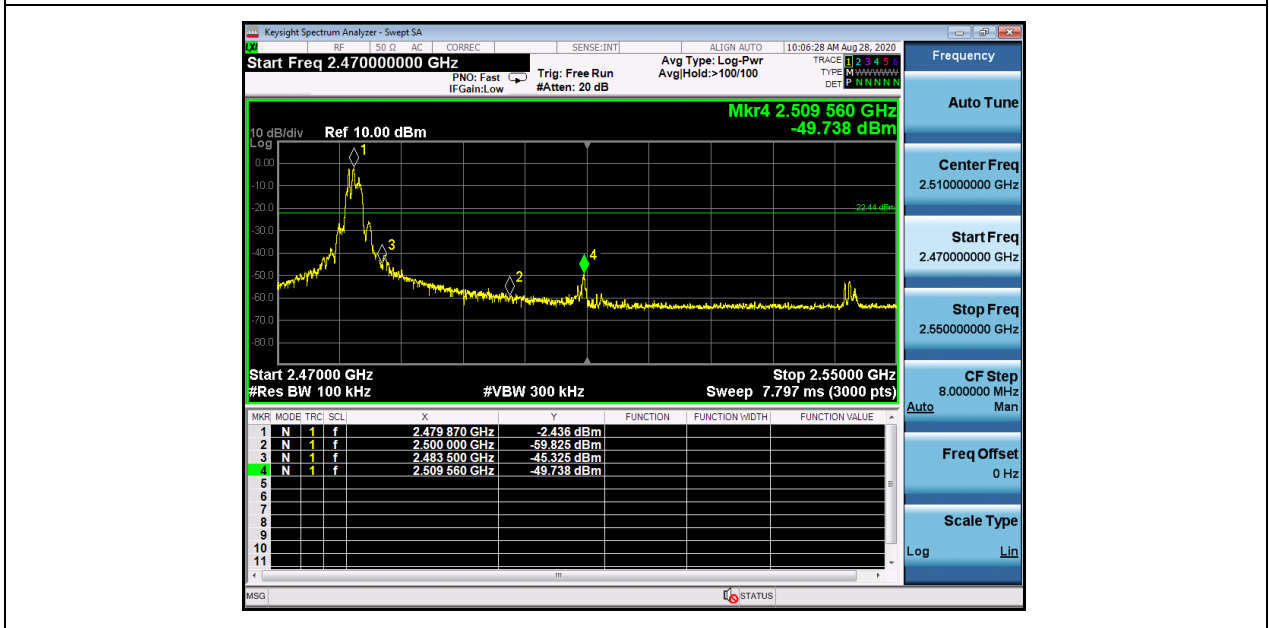 Keysight Spectrum Analyzer - Swept SA
LXI RF 50 Ω AC CORREC SENSE:INT ALIGN AUTO 10:06:28 AM Aug 28, 2020
Start Freq 2.470000000 GHz
PNO: Fast
IFGain:Low
Trig: Free Run
#Atten: 20 dB
Avg Type: Log-Pwr
Avg|Hold:>100/100
TRACE 1 2 3 4 5 6
TYPE M WWWWW
DET P N N N N N
Mkr4 2.509 560 GHz
-49.738 dBm
10 dB/div Ref 10.00 dBm
Log
1
0.00
-10.0
-20.0
-22.44 dBm
-30.0
3
-40.0
4
-50.0
2
-60.0
-70.0
-80.0
Start 2.47000 GHz Stop 2.55000 GHz
#Res BW 100 kHz #VBW 300 kHz Sweep 7.797 ms (3000 pts)
MKR MODE TRC SCL X Y FUNCTION FUNCTION WIDTH FUNCTION VALUE
1 N 1 f 2.479 870 GHz -2.436 dBm
2 N 1 f 2.500 000 GHz -59.825 dBm
3 N 1 f 2.483 500 GHz -45.325 dBm
4 N 1 f 2.509 560 GHz -49.738 dBm
5
6
7
8
9
10
11
MSG STATUS
Frequency
Auto Tune
Center Freq
2.510000000 GHz
Start Freq
2.470000000 GHz
Stop Freq
2.550000000 GHz
CF Step
8.000000 MHz
Auto Man
Freq Offset
0 Hz
Scale Type
Log Lin